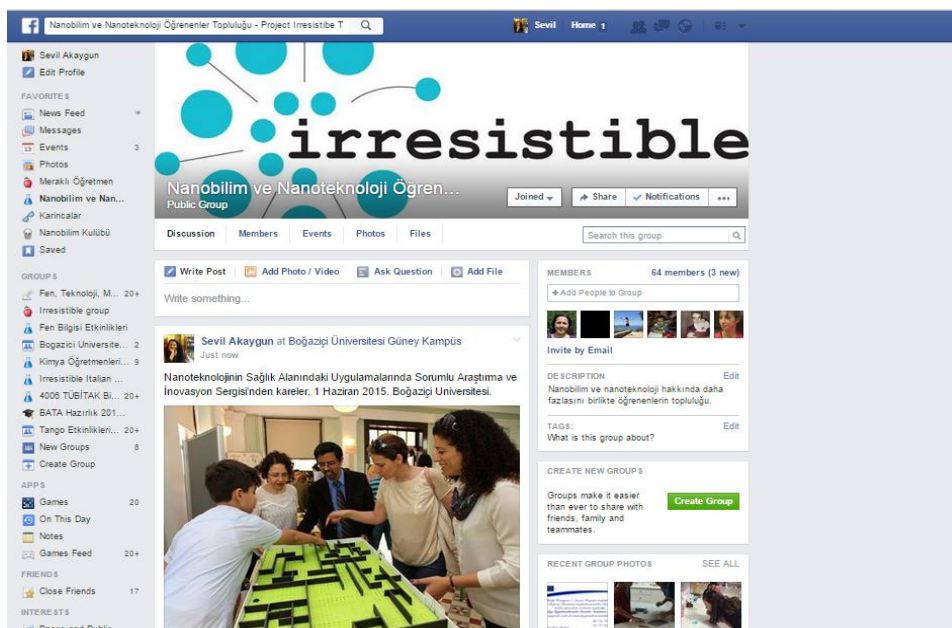 Nanobilim ve Nanoteknoloji Öğrenenler Topluluğu - Project Irresistibe T
Sevil Home 1
Sevil Akaygun
Edit Profile
FAVORITES
News Feed
Messages
Events 3
Photos
Meraklı Öğretmen
Nanobilim ve Nan...
Karincalar
Nanobilim Kulübü
Saved
GROUPS
Fen, Teknoloji, M... 20+
Irresistible group
Fen Bilgisi Etkinlikleri
Bogazici Universite... 2
Kimya Öğretmenleri... 9
Irresistible Italian ...
4006 TÜBİTAK Bi... 20+
BATA Hazırlık 201...
Tango Etkinlikleri... 20+
New Groups 8
Create Group
APPS
Games 20
On This Day
Notes
Games Feed 20+
FRIENDS
Close Friends 17
INTERESTS
irresistible
Nanobilim ve Nanoteknoloji Öğren...
Public Group
Joined Share Notifications
Discussion Members Events Photos Files
Search this group
Write Post Add Photo / Video Ask Question Add File
Write something...
Sevil Akaygun at Boğaziçi Üniversitesi Güney Kampüs
Just now
Nanoteknolojinin Sağlık Alanındaki Uygulamalarında Sorumlu Araştırma ve
İnovasyon Sergisi'nden kareler, 1 Haziran 2015. Boğaziçi Universitesi.
MEMBERS 64 members (3 new)
+ Add People to Group
Invite by Email
DESCRIPTION Edit
Nanobilim ve nanoteknoloji hakkında daha
fazlasını birlikte öğrenenlerin topluluğu.
TAGS: Edit
What is this group about?
CREATE NEW GROUPS
Groups make it easier
than ever to share with
friends, family and
teammates.
Create Group
RECENT GROUP PHOTOS SEE ALL